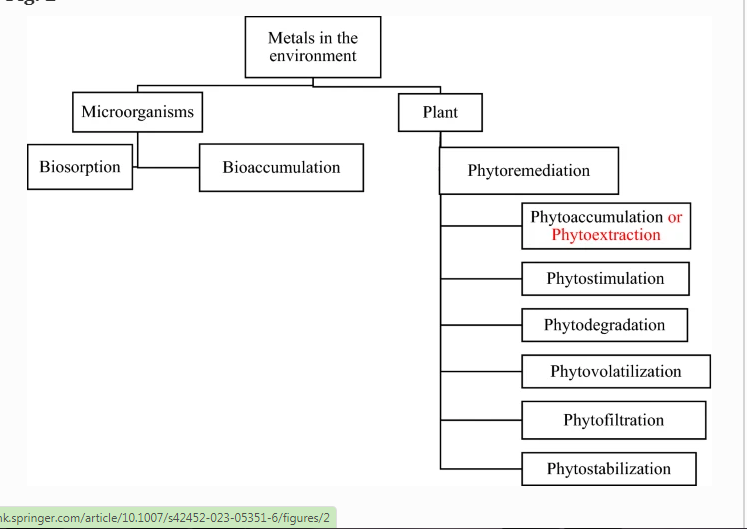 Metals in the
environment
Microorganisms
Plant
Biosorption
Bioaccumulation
Phytoremediation
Phytoaccumulation or
Phytoextraction
Phytostimulation
Phytodegradation
Phytovolatilization
Phytofiltration
Phytostabilization
nk.springer.com/article/10.1007/s42452-023-05351-6/figures/2